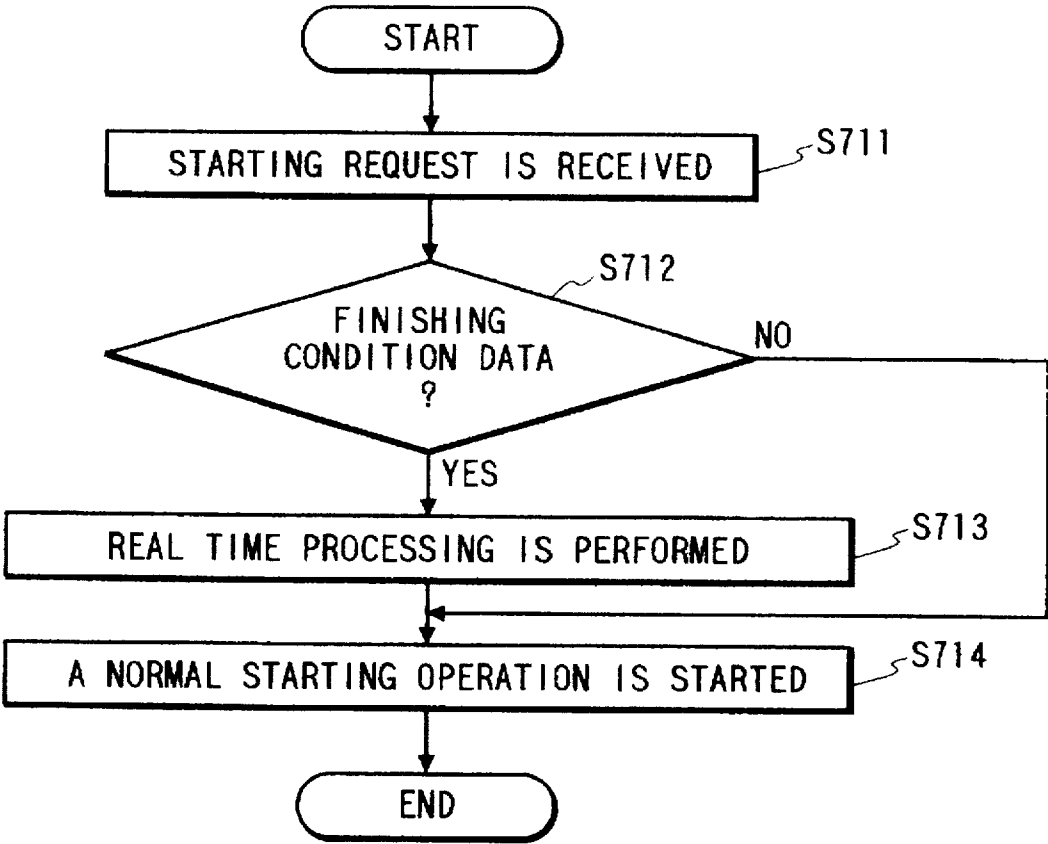 START
STARTING REQUEST IS RECEIVED
S711
S712
FINISHING
CONDITION DATA
?
NO
YES
REAL TIME PROCESSING IS PERFORMED
S713
A NORMAL STARTING OPERATION IS STARTED
S714
END